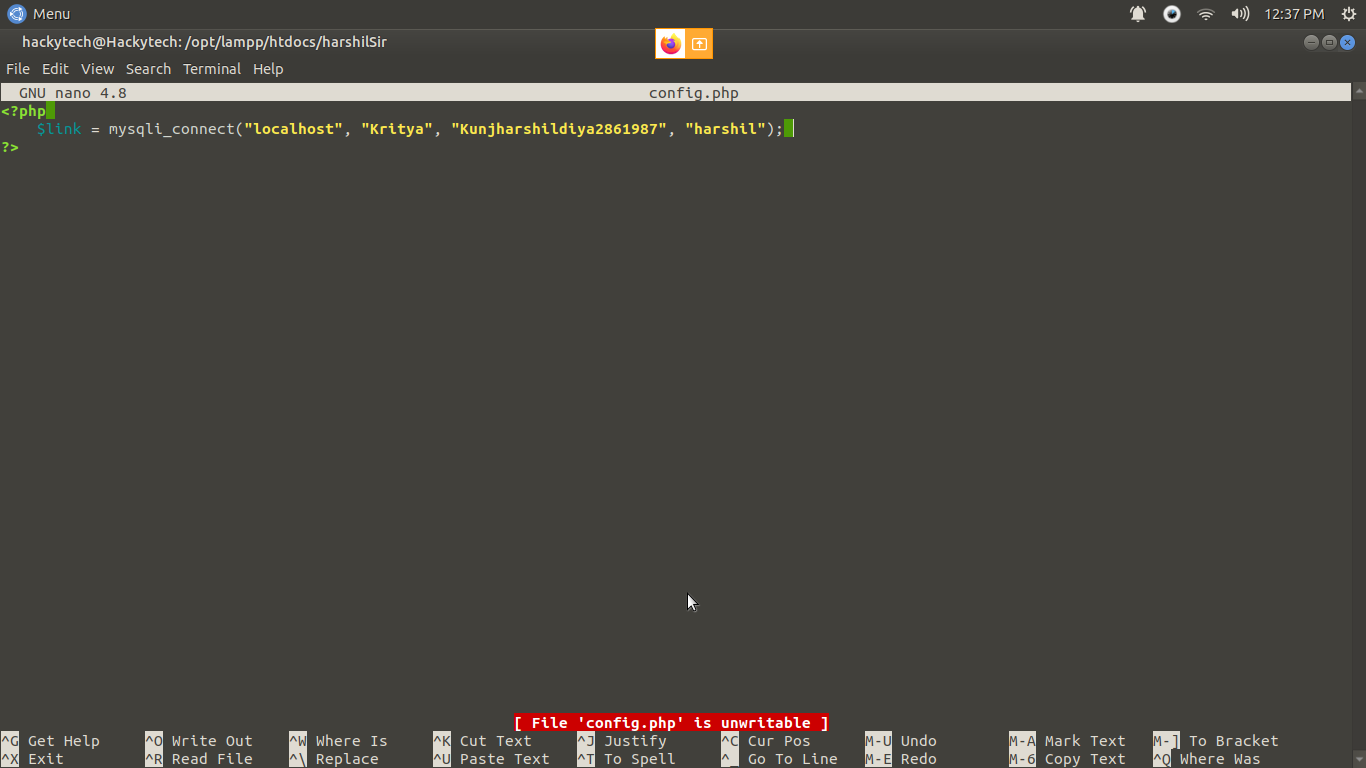 Menu 12:37 PM
hackytech@Hackytech: /opt/lampp/htdocs/harshilSir
File Edit View Search Terminal Help
GNU nano 4.8 config.php
<?php
$link = mysqli_connect("localhost", "Kritya", "Kunjharshildiya2861987", "harshil");
?>
[ File 'config.php' is unwritable ]
^G Get Help ^O Write Out ^W Where Is ^K Cut Text ^J Justify ^C Cur Pos M-U Undo M-A Mark Text M-] To Bracket
^X Exit ^R Read File ^\ Replace ^U Paste Text ^T To Spell ^_ Go To Line M-E Redo M-6 Copy Text ^Q Where Was